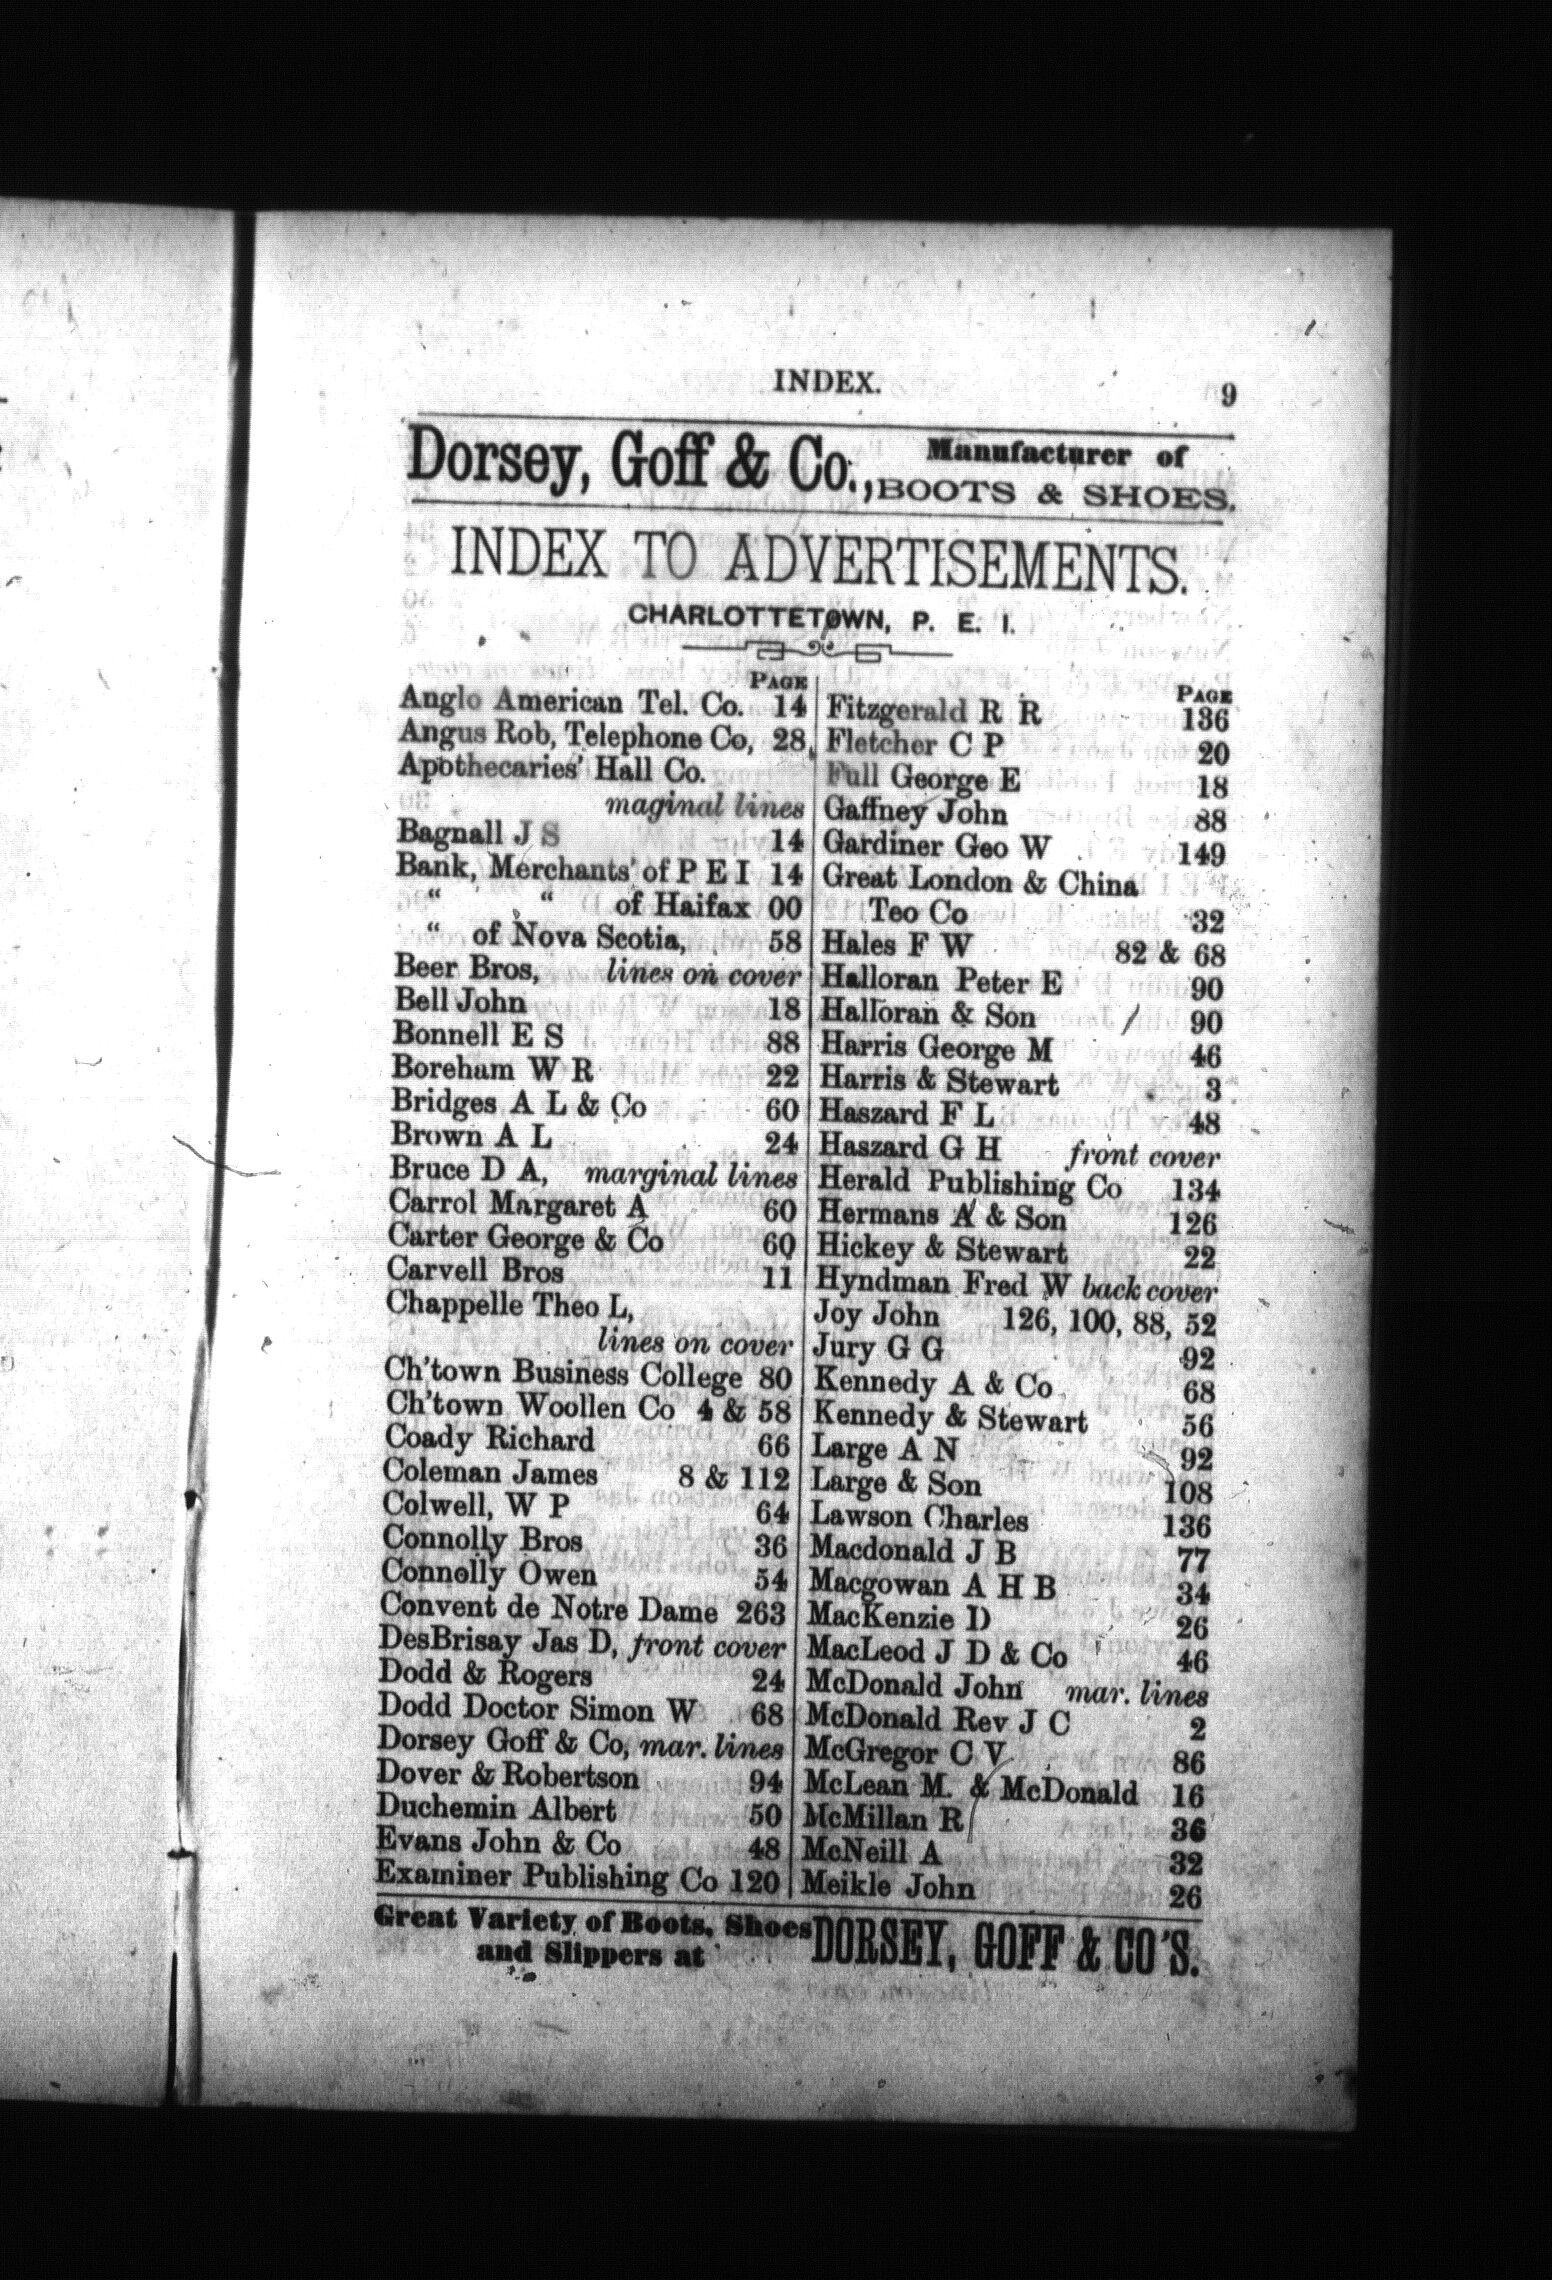 INDEX.
9
Dorsey, Goff & Co., Manufacturer of
BOOTS & SHOES.
INDEX TO ADVERTISEMENTS.
CHARLOTTETOWN, P. E. I.
PAGE
Anglo American Tel. Co. 14
Angus Rob, Telephone Co, 28
Apothecaries' Hall Co.
maginal lines
Bagnall J S 14
Bank, Merchants' of P E I 14
" " of Haifax 00
" of Nova Scotia, 58
Beer Bros, lines on cover
Bell John 18
Bonnell E S 88
Boreham W R 22
Bridges A L & Co 60
Brown A L 24
Bruce D A, marginal lines
Carrol Margaret A 60
Carter George & Co 60
Carvell Bros 11
Chappelle Theo L,
lines on cover
Ch'town Business College 80
Ch'town Woollen Co 4 & 58
Coady Richard 66
Coleman James 8 & 112
Colwell, W P 64
Connolly Bros 36
Connolly Owen 54
Convent de Notre Dame 263
DesBrisay Jas D, front cover
Dodd & Rogers 24
Dodd Doctor Simon W 68
Dorsey Goff & Co, mar. lines
Dover & Robertson 94
Duchemin Albert 50
Evans John & Co 48
Examiner Publishing Co 120
PAGE
Fitzgerald R R 136
Fletcher C P 20
Full George E 18
Gaffney John 88
Gardiner Geo W 149
Great London & China
Teo Co 32
Hales F W 82 & 68
Halloran Peter E 90
Halloran & Son 90
Harris George M 46
Harris & Stewart 3
Haszard F L 48
Haszard G H front cover
Herald Publishing Co 134
Hermans A & Son 126
Hickey & Stewart 22
Hyndman Fred W back cover
Joy John 126, 100, 88, 52
Jury G G 92
Kennedy A & Co 68
Kennedy & Stewart 56
Large A N 92
Large & Son 108
Lawson Charles 136
Macdonald J B 77
Macgowan A H B 34
MacKenzie D 26
MacLeod J D & Co 46
McDonald John mar. lines
McDonald Rev J C 2
McGregor C V 86
McLean M. & McDonald 16
McMillan R 36
McNeill A 32
Meikle John 26
Great Variety of Boots, Shoes
and Slippers at DORSEY, GOFF & CO'S.